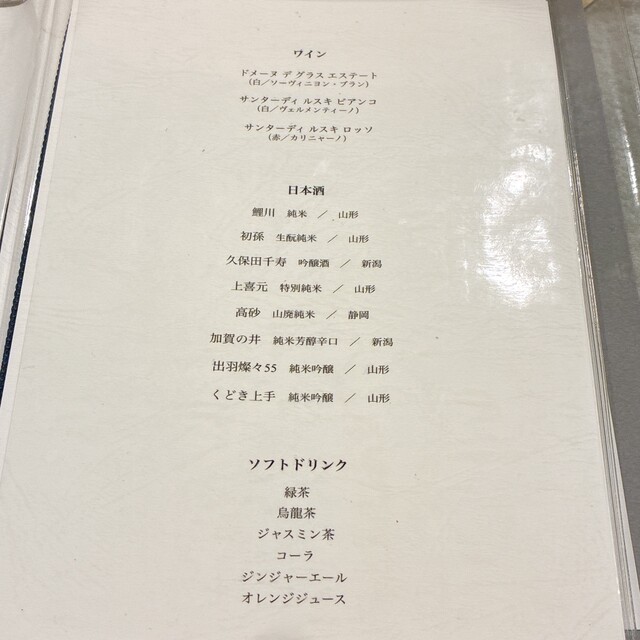 ワイン
ドメーヌ デ グラス エステート
（白／ソーヴィニヨン・ブラン）
サンターディ ルスキ ビアンコ
（白／ヴェルメンティーノ）
サンターディ ルスキ ロッソ
（赤／カリニャーノ）
日本酒
鯉川 純米 ／ 山形
初孫 生酛純米 ／ 山形
久保田千寿 吟醸酒 ／ 新潟
上喜元 特別純米 ／ 山形
高砂 山廃純米 ／ 静岡
加賀の井 純米芳醇辛口 ／ 新潟
出羽燦々55 純米吟醸 ／ 山形
くどき上手 純米吟醸 ／ 山形
ソフトドリンク
緑茶
烏龍茶
ジャスミン茶
コーラ
ジンジャーエール
オレンジジュース